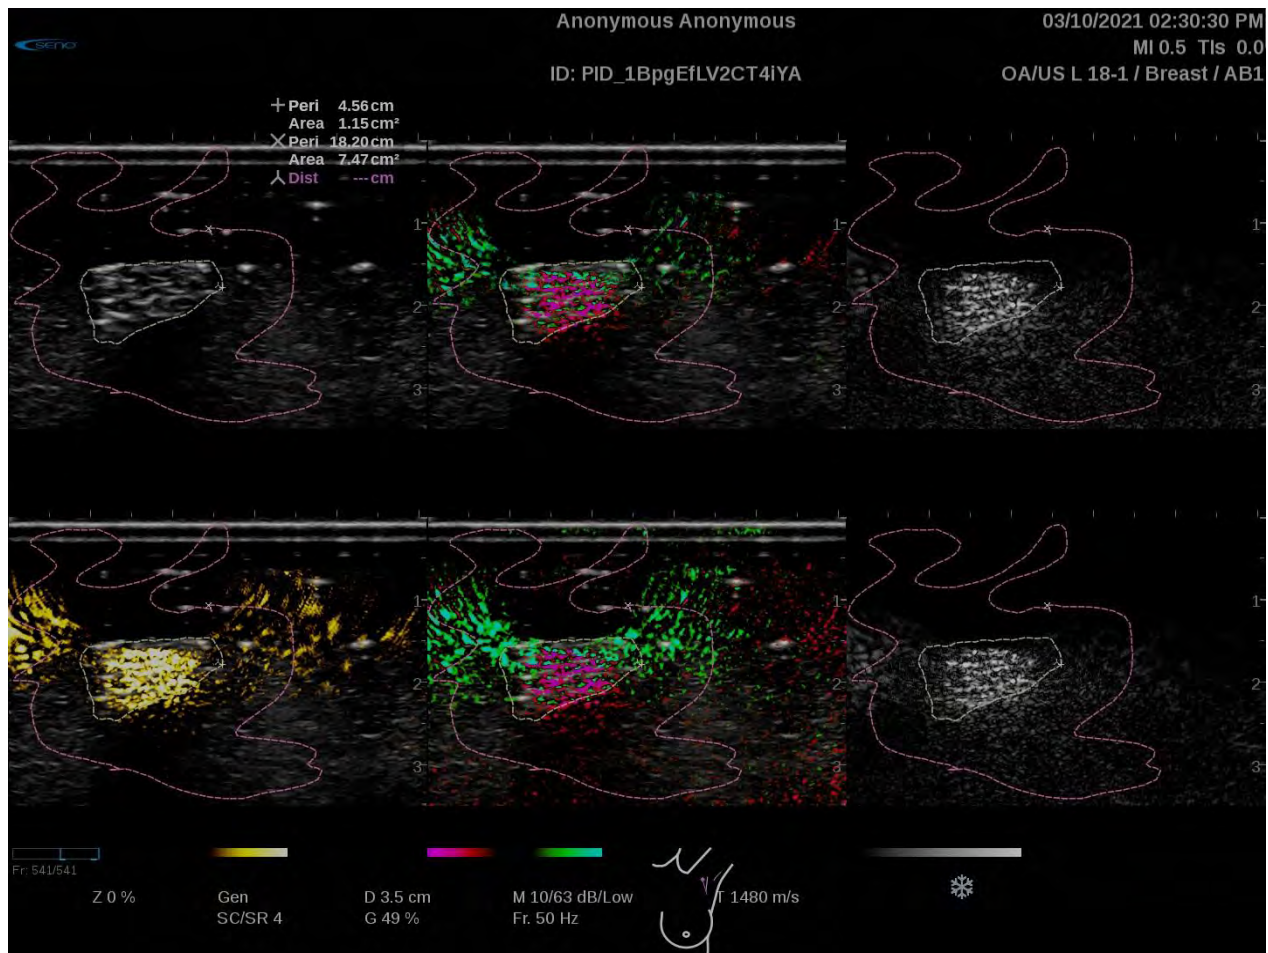 seno
Anonymous Anonymous
03/10/2021 02:30:30 PM
MI 0.5 TIs 0.0
ID: PID_1BpgEfLV2CT4iYA
OA/US L 18-1 / Breast / AB1
Peri 4.56 cm
Area 1.15 cm²
Peri 18.20 cm
Area 7.47 cm²
Dist --- cm
1 1 1
2 2 2
3 3 3
1 1 1
2 2 2
3 3 3
Fr: 541/541
Z 0 % Gen D 3.5 cm M 10/63 dB/Low T 1480 m/s
SC/SR 4 G 49 % Fr. 50 Hz